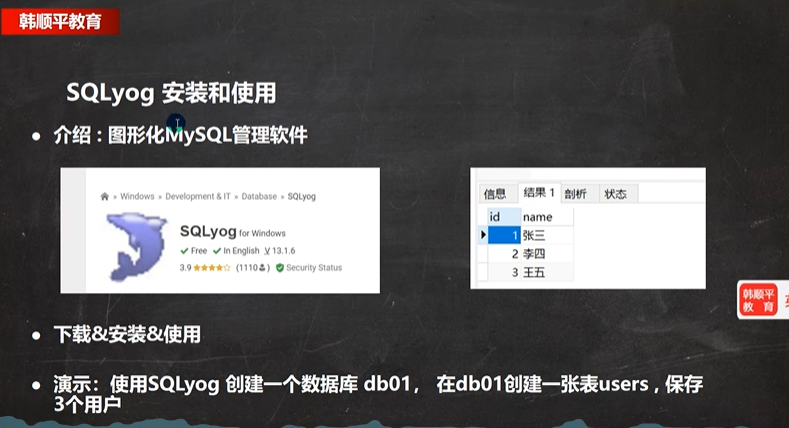 韩顺平教育
SQLyog 安装和使用
介绍 : 图形化MySQL管理软件
» Windows » Development & IT » Database » SQLyog
SQLyog for Windows
Free In English V 13.1.6
3.9 (1110) Security Status
信息 结果 1 剖析 状态
id name
1 张三
2 李四
3 王五
韩顺平
教 育
下载&安装&使用
演示：使用SQLyog 创建一个数据库 db01， 在db01创建一张表users , 保存
3个用户